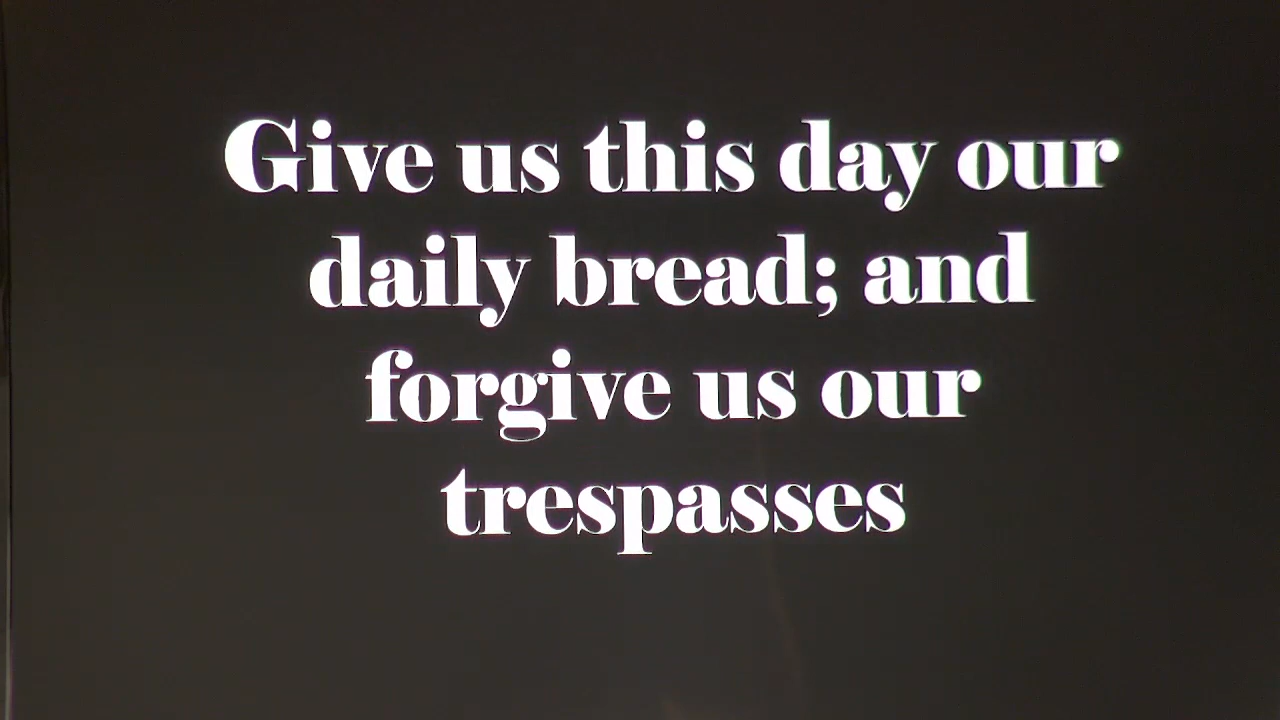 Give us this day our
daily bread; and
forgive us our
trespasses